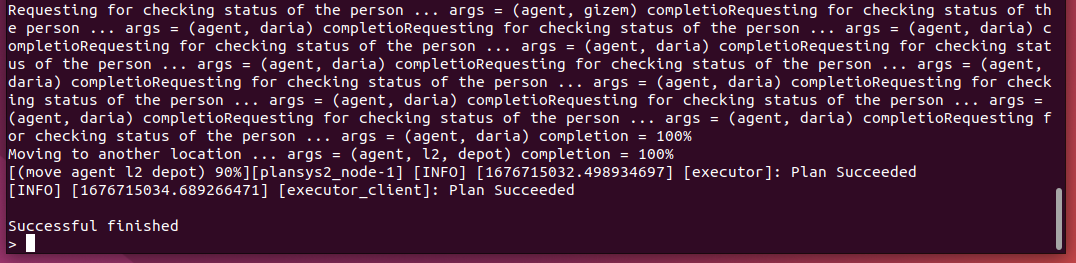 Requesting for checking status of the person ... args = (agent, gizem) completioRequesting for checking status of th
e person ... args = (agent, daria) completioRequesting for checking status of the person ... args = (agent, daria) c
ompletioRequesting for checking status of the person ... args = (agent, daria) completioRequesting for checking stat
us of the person ... args = (agent, daria) completioRequesting for checking status of the person ... args = (agent, 
daria) completioRequesting for checking status of the person ... args = (agent, daria) completioRequesting for check
ing status of the person ... args = (agent, daria) completioRequesting for checking status of the person ... args = 
(agent, daria) completioRequesting for checking status of the person ... args = (agent, daria) completioRequesting f
or checking status of the person ... args = (agent, daria) completion = 100%
Moving to another location ... args = (agent, l2, depot) completion = 100%
[(move agent l2 depot) 90%][plansys2_node-1] [INFO] [1676715032.498934697] [executor]: Plan Succeeded
[INFO] [1676715034.689266471] [executor_client]: Plan Succeeded
Successful finished
>